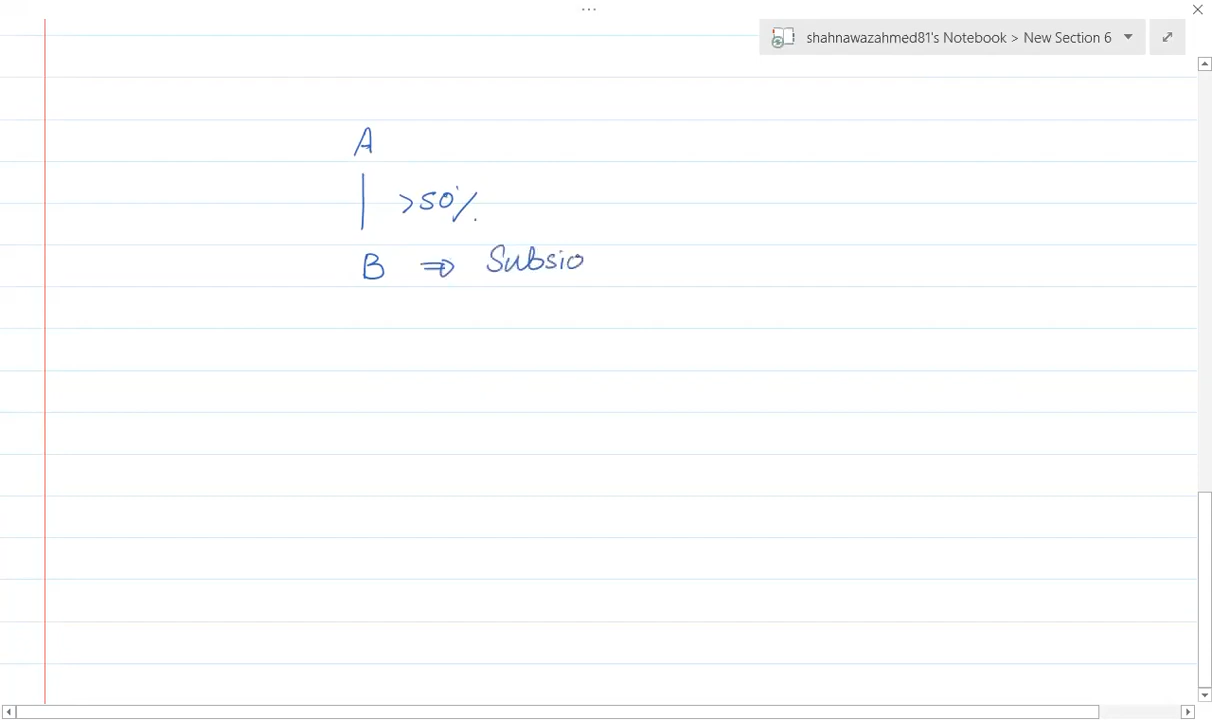 ...
shahnawazahmed81's Notebook > New Section 6
A
>50%
B ⇒ Subsio